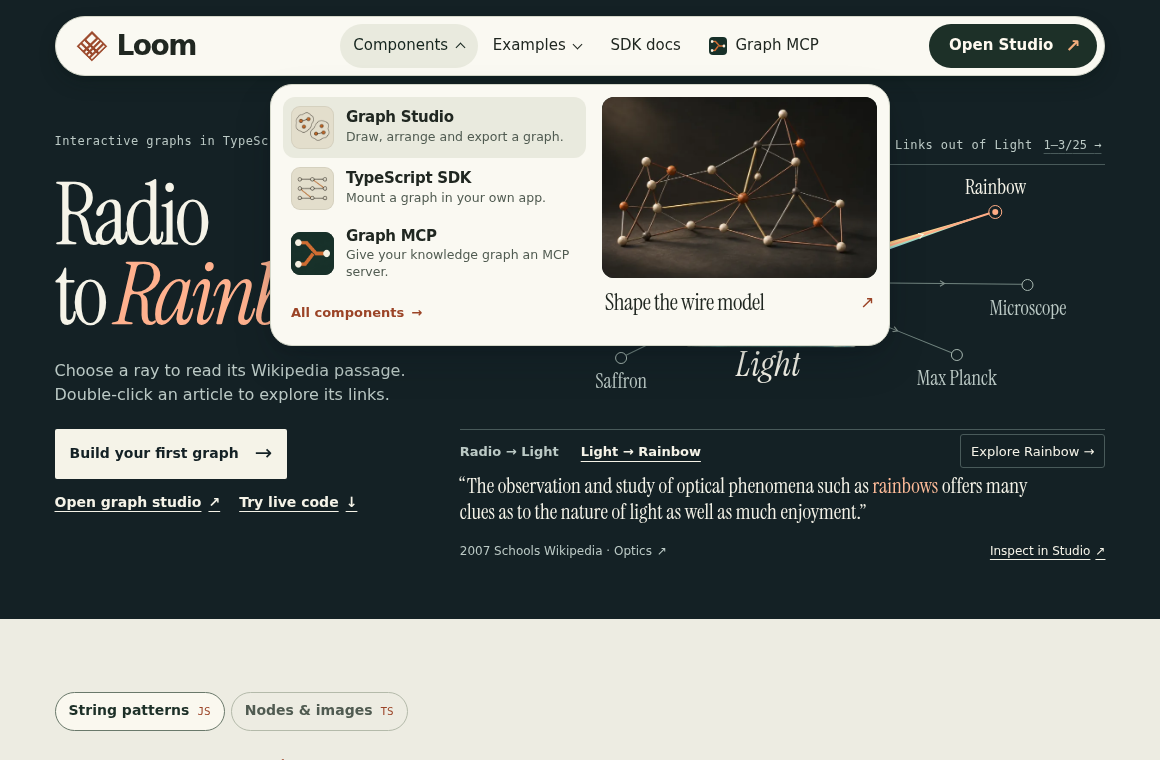 Loom
Components
Examples
SDK docs
Graph MCP
Open Studio ↗
Graph Studio
Draw, arrange and export a graph.
TypeScript SDK
Mount a graph in your own app.
Graph MCP
Give your knowledge graph an MCP
server.
All components →
Shape the wire model ↗
Interactive graphs in TypeSc
Links out of Light 1–3/25 →
Radio
to Rainb
Rainbow
Microscope
Light
Saffron
Max Planck
Choose a ray to read its Wikipedia passage.
Double-click an article to explore its links.
Build your first graph →
Open graph studio ↗ Try live code ↓
Radio → Light Light → Rainbow
Explore Rainbow →
“The observation and study of optical phenomena such as rainbows offers many
clues as to the nature of light as well as much enjoyment.”
2007 Schools Wikipedia · Optics ↗
Inspect in Studio ↗
String patterns JS
Nodes & images TS